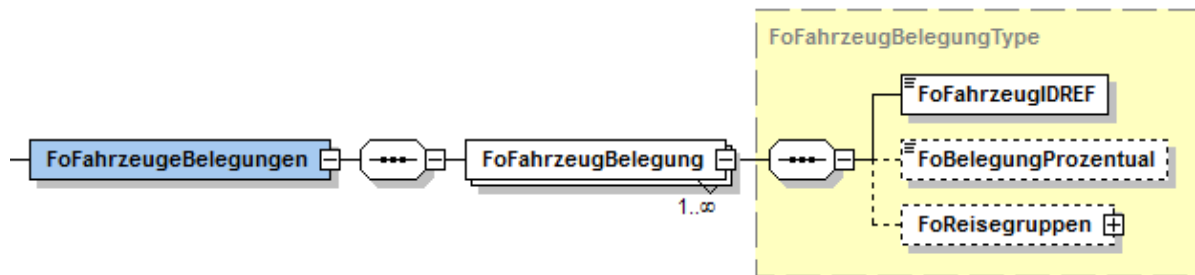 FoFahrzeugBelegungType
FoFahrzeugIDREF
FoFahrzeugeBelegungen
FoFahrzeugBelegung
FoBelegungProzentual
1..∞
FoReisegruppen